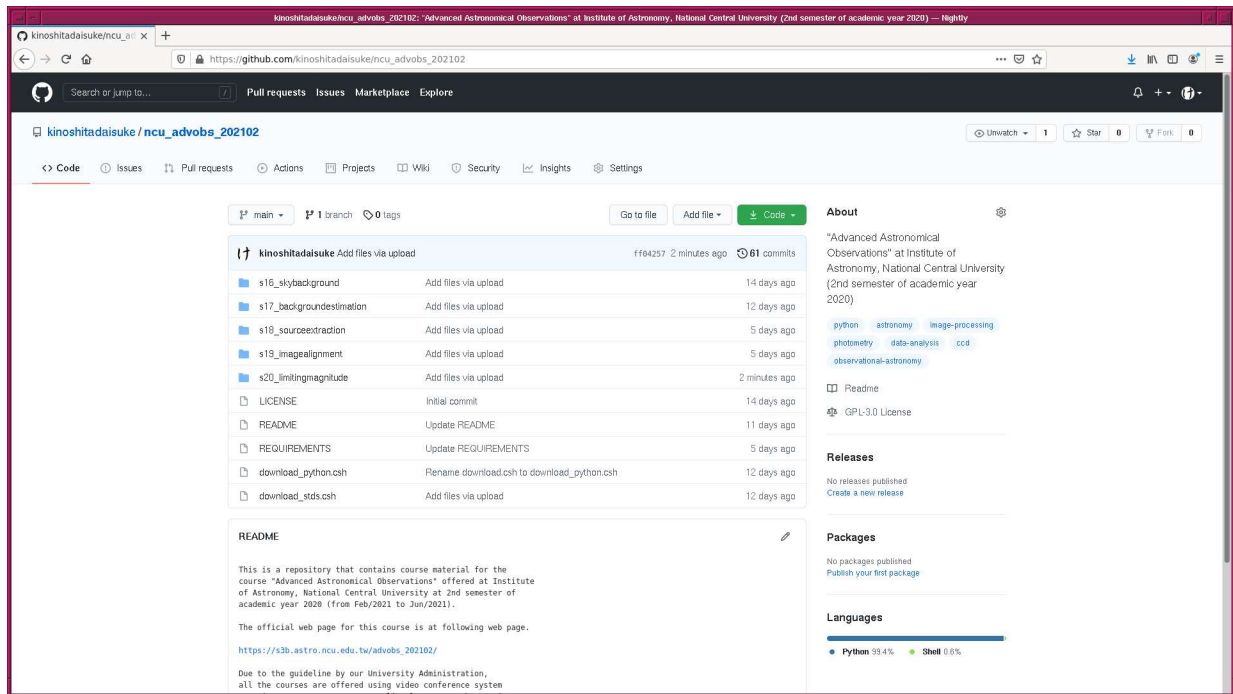 kinoshitadaisuke/ncu_advobs_202102: "Advanced Astronomical Observations" at Institute of Astronomy, National Central University (2nd semester of academic year 2020) — Nightly
kinoshitadaisuke/ncu_ad × +
https://github.com/kinoshitadaisuke/ncu_advobs_202102
Search or jump to... / Pull requests Issues Marketplace Explore
kinoshitadaisuke / ncu_advobs_202102
Unwatch 1 Star 0 Fork 0
<> Code Issues Pull requests Actions Projects Wiki Security Insights Settings
main 1 branch 0 tags Go to file Add file Code
kinoshitadaisuke Add files via upload ff04257 2 minutes ago 61 commits
s16_skybackground Add files via upload 14 days ago
s17_backgroundestimation Add files via upload 12 days ago
s18_sourceextraction Add files via upload 5 days ago
s19_imagealignment Add files via upload 5 days ago
s20_limitingmagnitude Add files via upload 2 minutes ago
LICENSE Initial commit 14 days ago
README Update README 11 days ago
REQUIREMENTS Update REQUIREMENTS 5 days ago
download_python.csh Rename download.csh to download_python.csh 12 days ago
download_stds.csh Add files via upload 12 days ago
README
This is a repository that contains course material for the
course "Advanced Astronomical Observations" offered at Institute
of Astronomy, National Central University at 2nd semester of
academic year 2020 (from Feb/2021 to Jun/2021).
The official web page for this course is at following web page.
https://s3b.astro.ncu.edu.tw/advobs_202102/
Due to the guideline by our University Administration,
all the courses are offered using video conference system
About
"Advanced Astronomical
Observations" at Institute of
Astronomy, National Central University
(2nd semester of academic year
2020)
python astronomy image-processing
photometry data-analysis ccd
observational-astronomy
Readme
GPL-3.0 License
Releases
No releases published
Create a new release
Packages
No packages published
Publish your first package
Languages
Python 99.4% Shell 0.6%